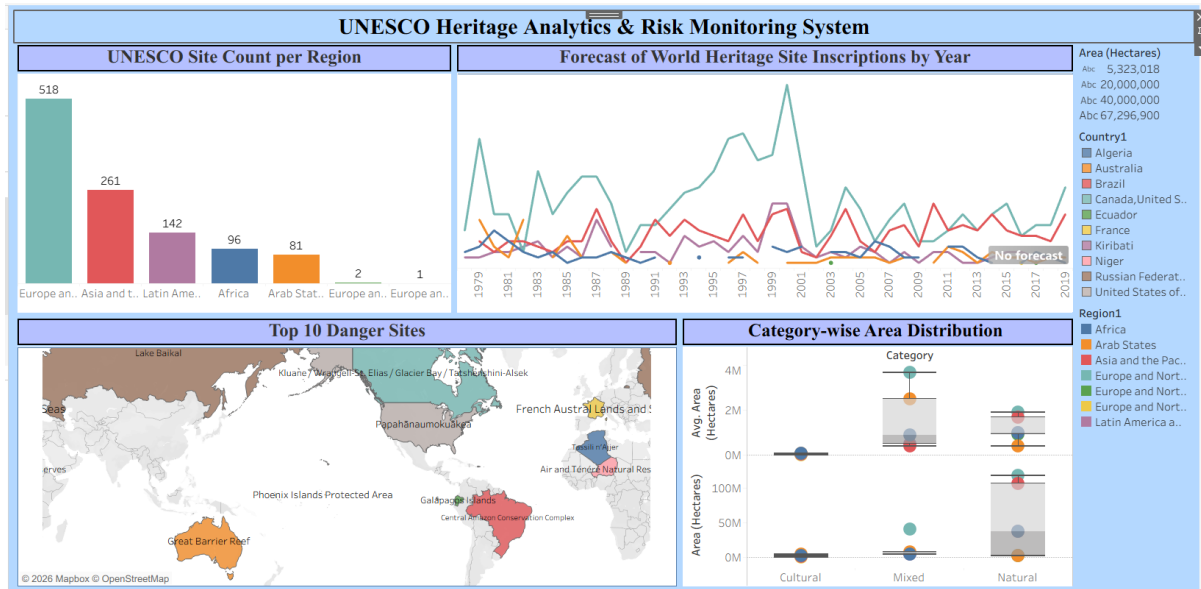 UNESCO Heritage Analytics & Risk Monitoring System
UNESCO Site Count per Region
518
261
142
96
81
2
1
Europe an..
Asia and t..
Latin Ame..
Africa
Arab Stat..
Europe an..
Europe an..
Forecast of World Heritage Site Inscriptions by Year
No forecast
1979
1981
1983
1985
1987
1989
1991
1993
1995
1997
1999
2001
2003
2005
2007
2009
2011
2013
2015
2017
2019
Area (Hectares)
Abc 5,323,018
Abc 20,000,000
Abc 40,000,000
Abc 67,296,900
Country1
Algeria
Australia
Brazil
Canada,United S..
Ecuador
France
Kiribati
Niger
Russian Federat..
United States of..
Region1
Africa
Arab States
Asia and the Pac..
Europe and Nort..
Europe and Nort..
Europe and Nort..
Latin America a..
Top 10 Danger Sites
Lake Baikal
Kluane / Wrangell-St. Elias / Glacier Bay / Tatshenshini-Alsek
Seas
French Austral Lands and S
Papahānaumokuākea
Tassili n'Ajjer
erves
Air and Ténéré Natural Res
Phoenix Islands Protected Area
Galápagos Islands
Central Amazon Conservation Complex
Great Barrier Reef
© 2026 Mapbox © OpenStreetMap
Category-wise Area Distribution
Category
Avg. Area
(Hectares)
4M
2M
0M
Area (Hectares)
100M
50M
0M
Cultural
Mixed
Natural